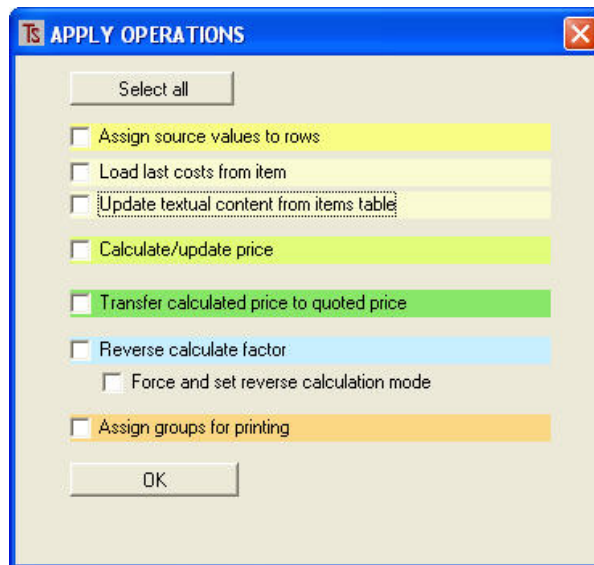 Ts APPLY OPERATIONS
Select all
Assign source values to rows
Load last costs from item
Update textual content from items table
Calculate/update price
Transfer calculated price to quoted price
Reverse calculate factor
Force and set reverse calculation mode
Assign groups for printing
OK